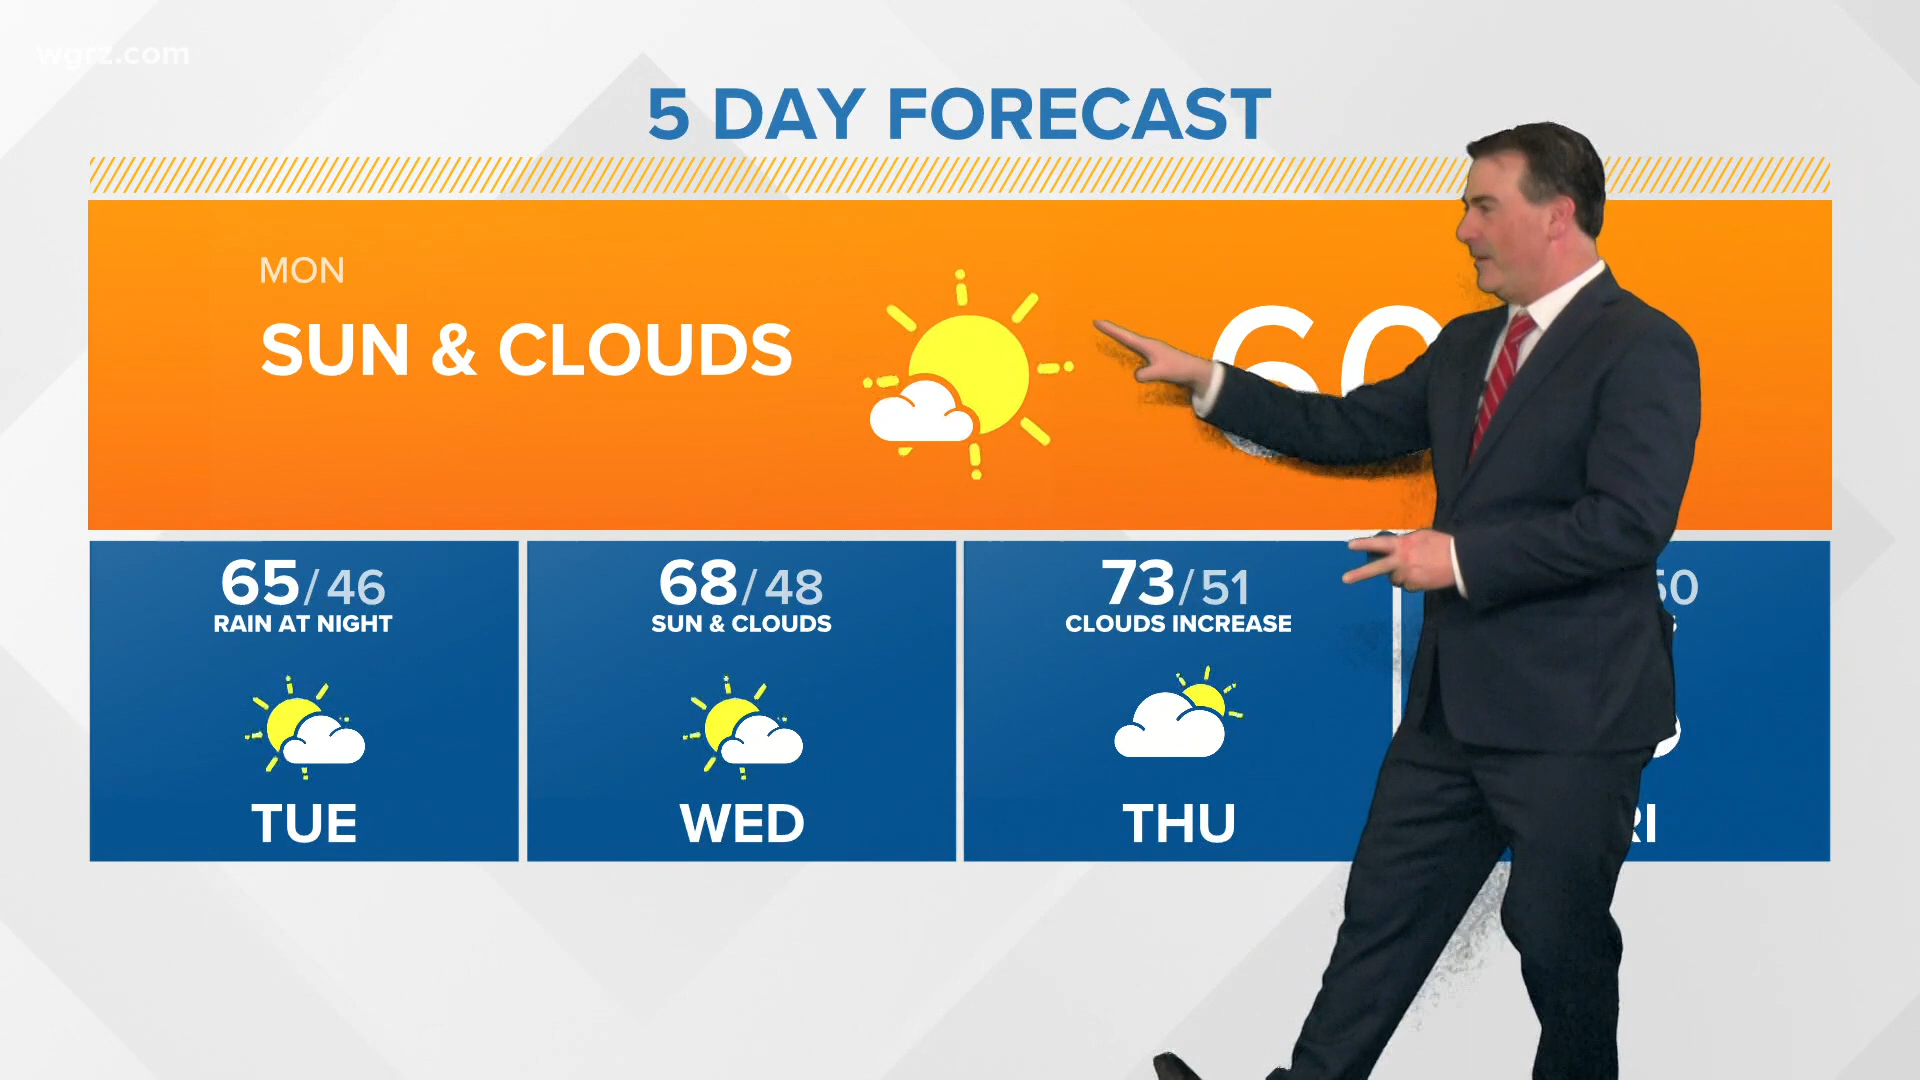 wgrz.com
5 DAY FORECAST
MON
SUN & CLOUDS
60
65/46
RAIN AT NIGHT
TUE
68/48
SUN & CLOUDS
WED
73/51
CLOUDS INCREASE
THU